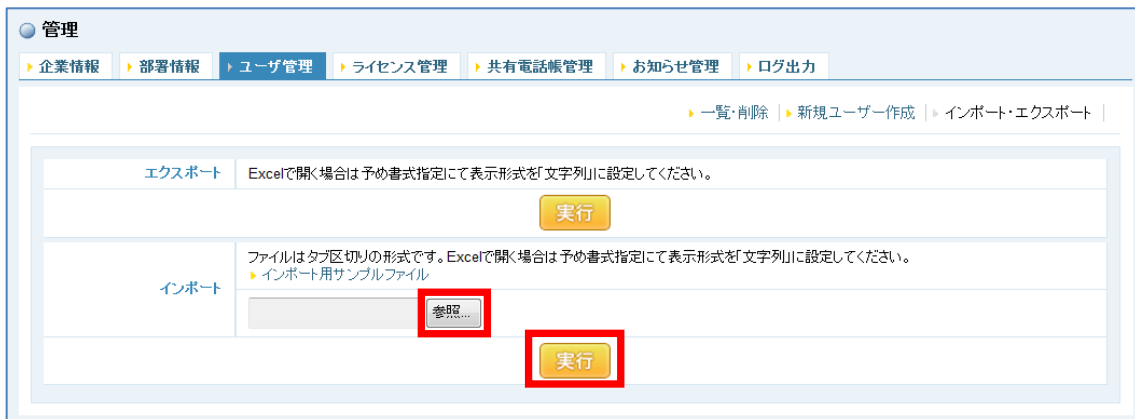 管理
企業情報 部署情報 ユーザ管理 ライセンス管理 共有電話帳管理 お知らせ管理 ログ出力
一覧・削除 | 新規ユーザー作成 | インポート・エクスポート |
エクスポート Excelで開く場合は予め書式指定にて表示形式を「文字列」に設定してください。
実行
ファイルはタブ区切りの形式です。Excelで開く場合は予め書式指定にて表示形式を「文字列」に設定してください。
インポート用サンプルファイル
インポート
参照...
実行